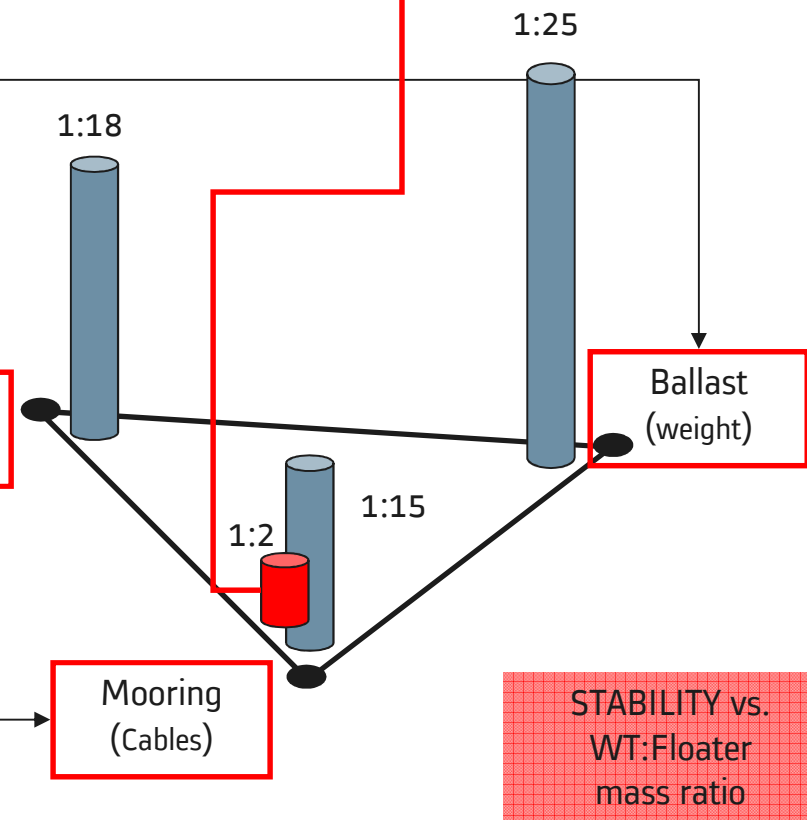 1:25
1:18
Ballast
(weight)
1:15
1:2
Mooring
(Cables)
STABILITY vs.
WT:Floater
mass ratio